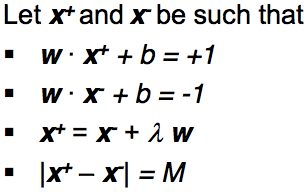 Let x⁺ and x⁻ be such that
▪ w · x⁺ + b = +1
▪ w · x⁻ + b = -1
▪ x⁺ = x⁻ + λ w
▪ |x⁺ – x⁻| = M